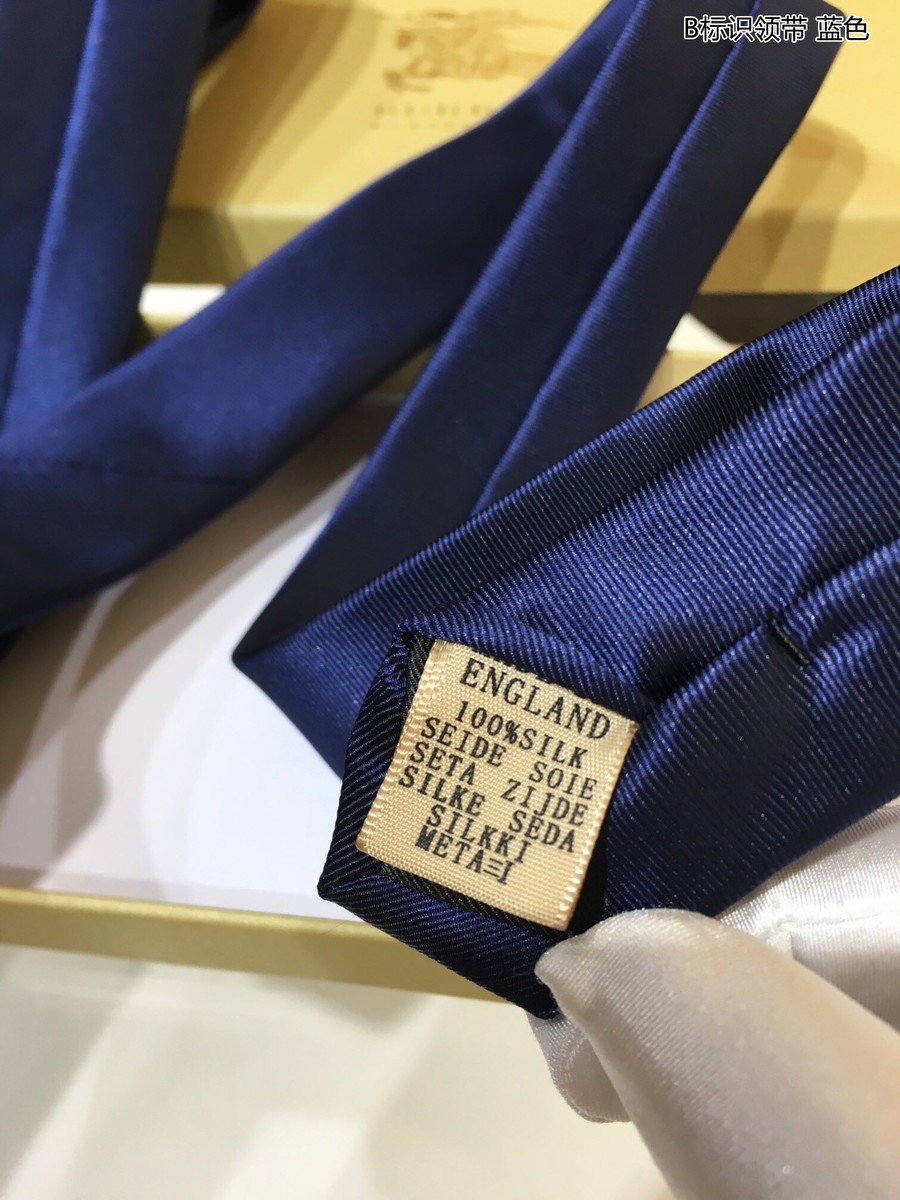 B标识领带 蓝色
ENGLAND
100%SILK
SEIDE SOIE
SETA ZIJDE
SILKE SEDA
SILKKI
META=I